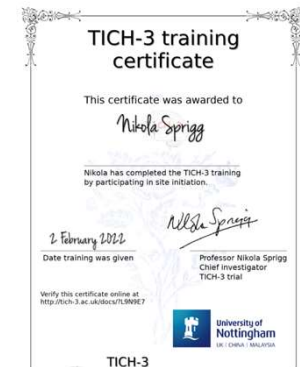 TICH-3 training
certificate
This certificate was awarded to
Nikola Sprigg
Nikola has completed the TICH-3 training
by participating in site initiation.
Nikola Sprigg
2 February 2022
Date training was given
Professor Nikola Sprigg
Chief Investigator
TICH-3 trial
Verify this certificate online at
http://tich-3.ac.uk/docs/?L9N9E7
University of
Nottingham
UK | CHINA | MALAYSIA
TICH-3